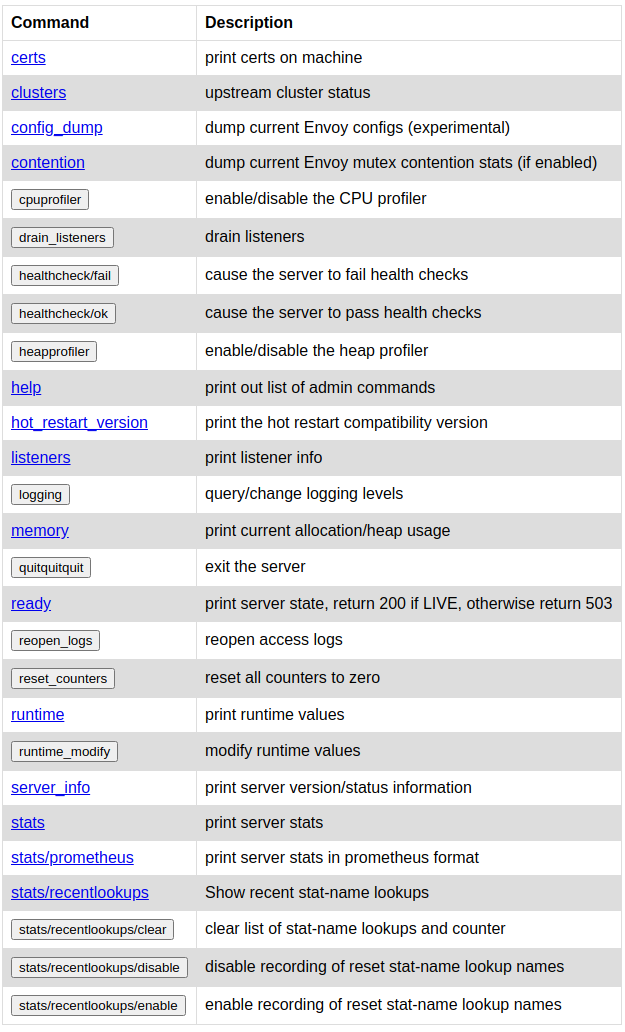 Command Description
certs print certs on machine
clusters upstream cluster status
config_dump dump current Envoy configs (experimental)
contention dump current Envoy mutex contention stats (if enabled)
cpuprofiler enable/disable the CPU profiler
drain_listeners drain listeners
healthcheck/fail cause the server to fail health checks
healthcheck/ok cause the server to pass health checks
heapprofiler enable/disable the heap profiler
help print out list of admin commands
hot_restart_version print the hot restart compatibility version
listeners print listener info
logging query/change logging levels
memory print current allocation/heap usage
quitquitquit exit the server
ready print server state, return 200 if LIVE, otherwise return 503
reopen_logs reopen access logs
reset_counters reset all counters to zero
runtime print runtime values
runtime_modify modify runtime values
server_info print server version/status information
stats print server stats
stats/prometheus print server stats in prometheus format
stats/recentlookups Show recent stat-name lookups
stats/recentlookups/clear clear list of stat-name lookups and counter
stats/recentlookups/disable disable recording of reset stat-name lookup names
stats/recentlookups/enable enable recording of reset stat-name lookup names